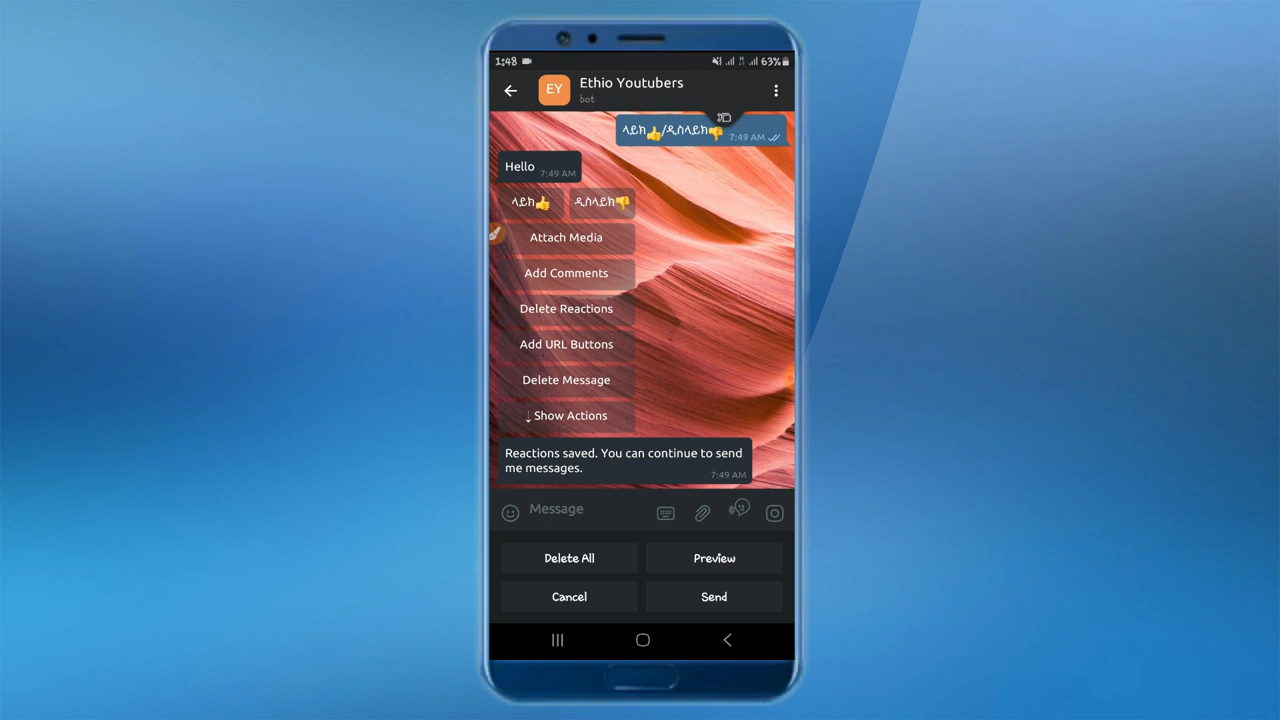 1:48 63%
EY Ethio Youtubers
bot
ላይክ👍/ዲስላይክ👎 7:49 AM
Hello 7:49 AM
ላይክ👍 ዲስላይክ👎
Attach Media
Add Comments
Delete Reactions
Add URL Buttons
Delete Message
↓ Show Actions
Reactions saved. You can continue to send
me messages. 7:49 AM
Message
Delete All Preview
Cancel Send